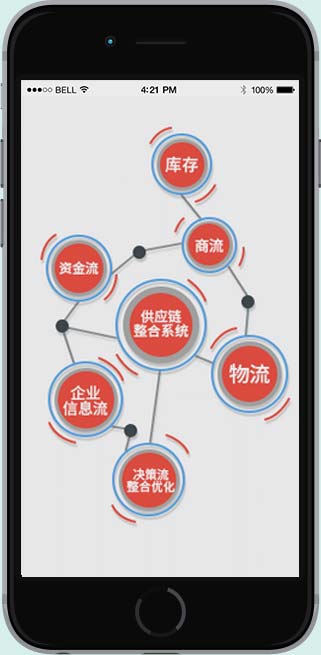 BELL
4:21 PM
100%
库存
商流
资金流
供应链
整合系统
物流
企业
信息流
决策流
整合优化